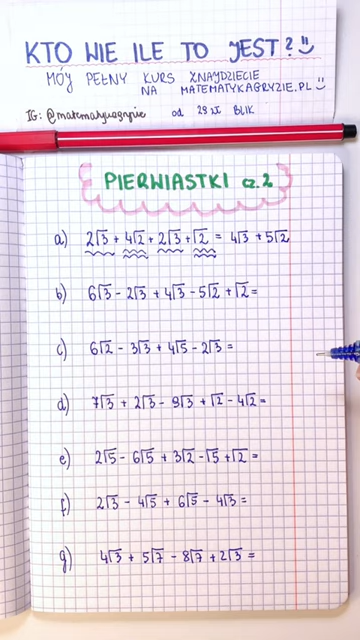 KTO WIE ILE TO JEST?
MÓJ PEŁNY KURS ZNAJDZIECIE
NA MATEMATYKAGRYZIE.PL
IG: @matematykagryzie od 28 zł BLIK
PIERWIASTKI cz.2
a) 2√3 + 4√2 + 2√3 + √2 = 4√3 + 5√2
b) 6√3 - 2√3 + 4√3 - 5√2 + √2 =
c) 6√2 - 3√3 + 4√5 - 2√3 =
d) 7√3 + 2√3 - 9√3 + √2 - 4√2 =
e) 2√5 - 6√5 + 3√2 - √5 + √2 =
f) 2√3 - 4√5 + 6√5 - 4√3 =
g) 4√3 + 5√7 - 8√7 + 2√3 =